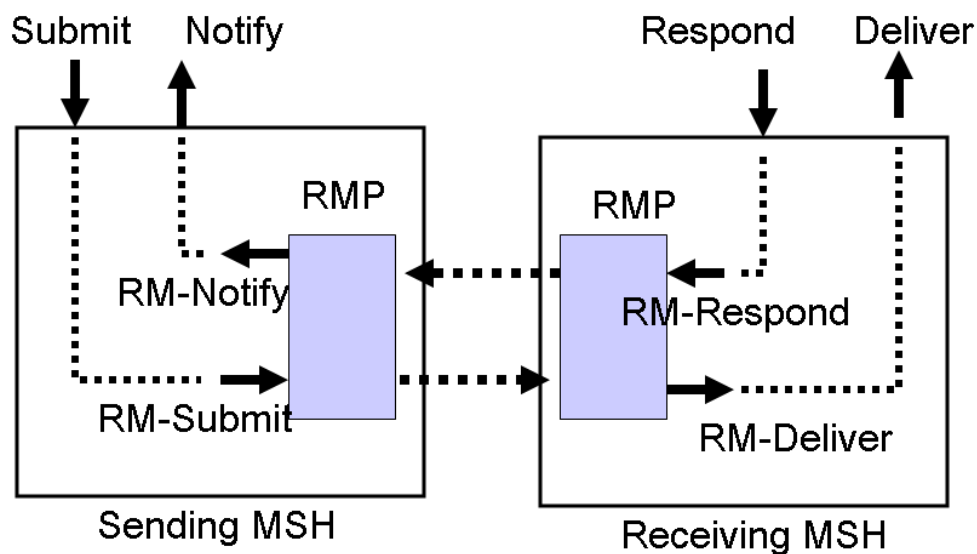 Submit Notify Respond Deliver
RMP
RMP
RM-Notify
RM-Respond
RM-Submit
RM-Deliver
Sending MSH
Receiving MSH